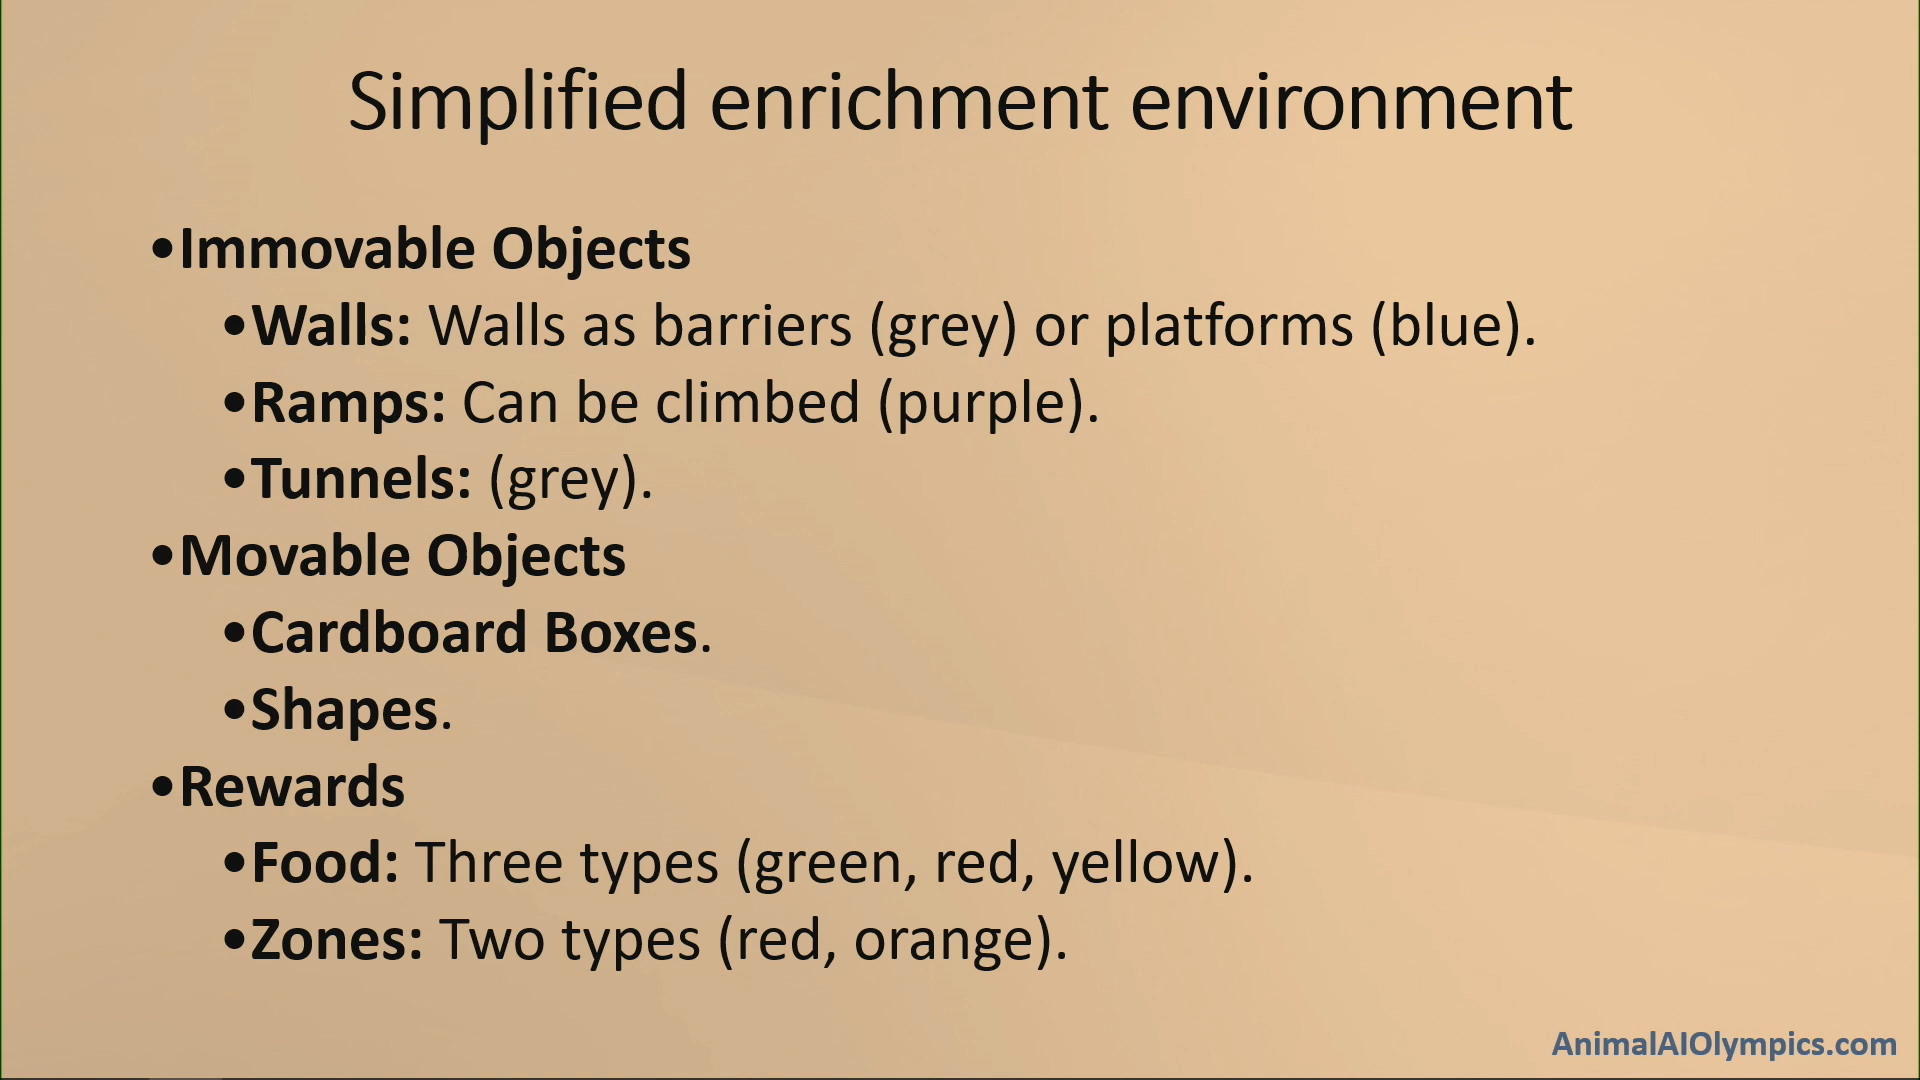 Simplified enrichment environment
•Immovable Objects
•Walls: Walls as barriers (grey) or platforms (blue).
•Ramps: Can be climbed (purple).
•Tunnels: (grey).
•Movable Objects
•Cardboard Boxes.
•Shapes.
•Rewards
•Food: Three types (green, red, yellow).
•Zones: Two types (red, orange).
AnimalAIOlympics.com